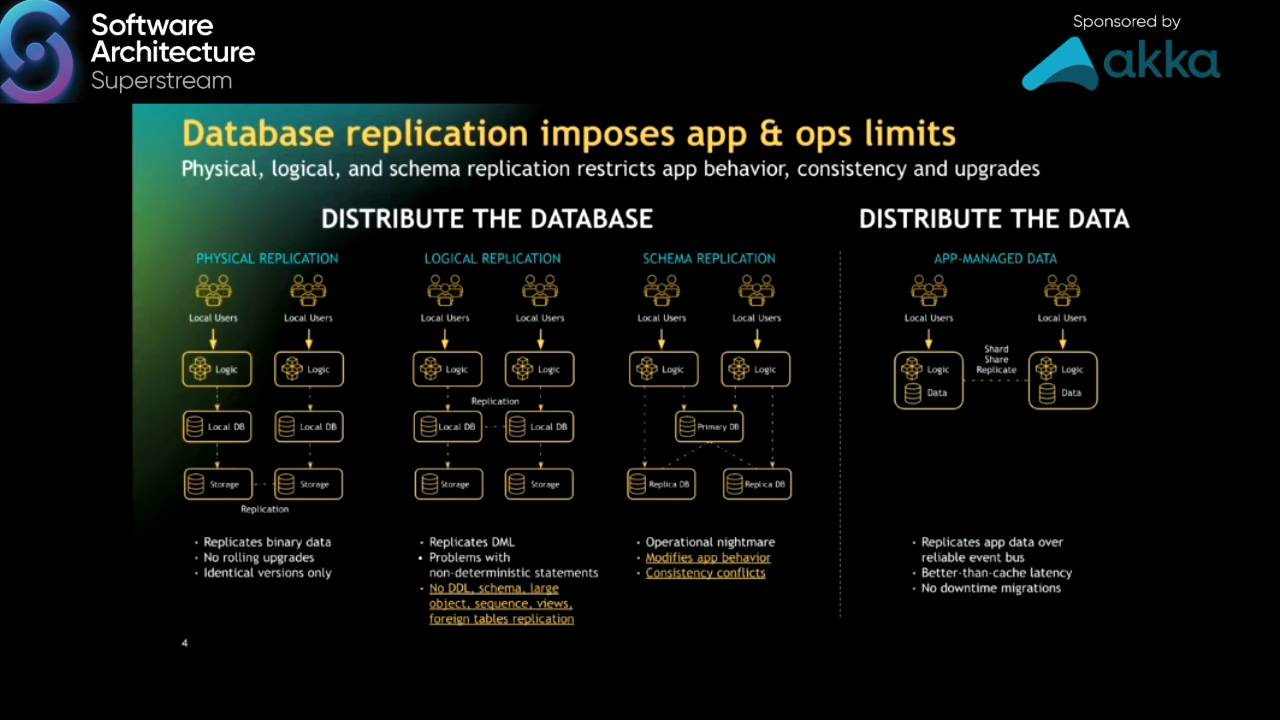 Software
Architecture
Superstream
Sponsored by
akka
Database replication imposes app & ops limits
Physical, logical, and schema replication restricts app behavior, consistency and upgrades
DISTRIBUTE THE DATABASE
DISTRIBUTE THE DATA
PHYSICAL REPLICATION
Local Users
Local Users
Logic
Logic
Local DB
Local DB
Storage
Storage
Replication
• Replicates binary data
• No rolling upgrades
• Identical versions only
LOGICAL REPLICATION
Local Users
Local Users
Logic
Logic
Replication
Local DB
Local DB
Storage
Storage
• Replicates DML
• Problems with
non-deterministic statements
• No DDL, schema, large
object, sequence, views,
foreign tables replication
SCHEMA REPLICATION
Local Users
Local Users
Logic
Logic
Primary DB
Replica DB
Replica DB
• Operational nightmare
• Modifies app behavior
• Consistency conflicts
APP-MANAGED DATA
Local Users
Local Users
Shard
Share
Replicate
Logic
Data
Logic
Data
• Replicates app data over
reliable event bus
• Better-than-cache latency
• No downtime migrations
4